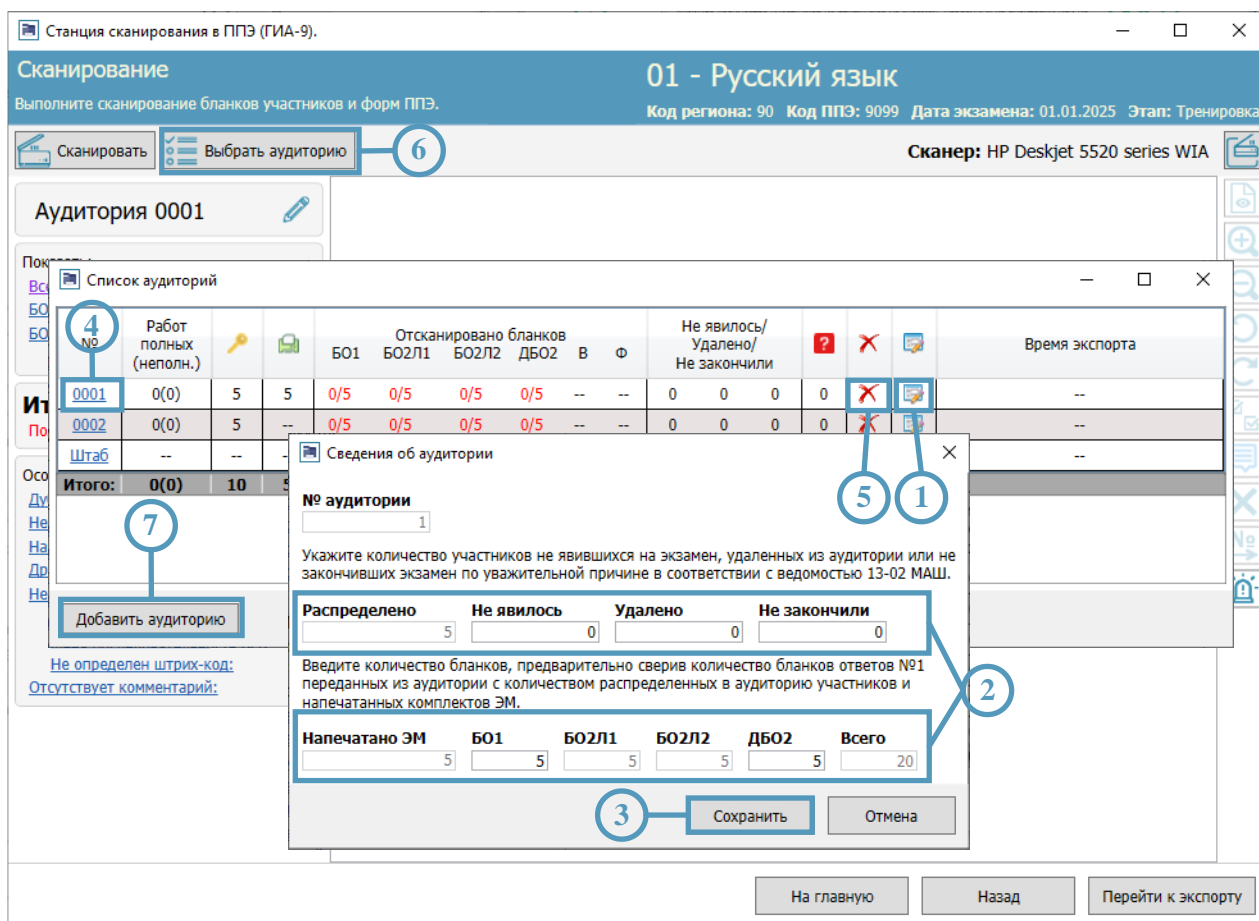 Станция сканирования в ППЭ (ГИА-9).
Сканирование
01 - Русский язык
Выполните сканирование бланков участников и форм ППЭ.
Код региона: 90 Код ППЭ: 9099 Дата экзамена: 01.01.2025 Этап: Тренировка
Сканировать
Выбрать аудиторию
6
Сканер: HP Deskjet 5520 series WIA
Аудитория 0001
Список аудиторий
4
№
Работ полных (неполн.)
Отсканировано бланков
БО1 БО2Л1 БО2Л2 ДБО2 В Ф
Не явилось/
Удалено/
Не закончили
?
Время экспорта
0001 0(0) 5 5 0/5 0/5 0/5 0/5 -- -- 0 0 0 0 --
0002 0(0) 5 -- 0/5 0/5 0/5 0/5 -- -- 0 0 0 0 --
Штаб -- -- --
Итого: 0(0) 10
5
1
7
Добавить аудиторию
Сведения об аудитории
№ аудитории
1
Укажите количество участников не явившихся на экзамен, удаленных из аудитории или не
закончивших экзамен по уважительной причине в соответствии с ведомостью 13-02 МАШ.
Распределено Не явилось Удалено Не закончили
5 0 0 0
Введите количество бланков, предварительно сверив количество бланков ответов №1
переданных из аудитории с количеством распределенных в аудиторию участников и
напечатанных комплектов ЭМ.
2
Напечатано ЭМ БО1 БО2Л1 БО2Л2 ДБО2 Всего
5 5 5 5 5 20
3
Сохранить
Отмена
Не определен штрих-код:
Отсутствует комментарий:
На главную
Назад
Перейти к экспорту